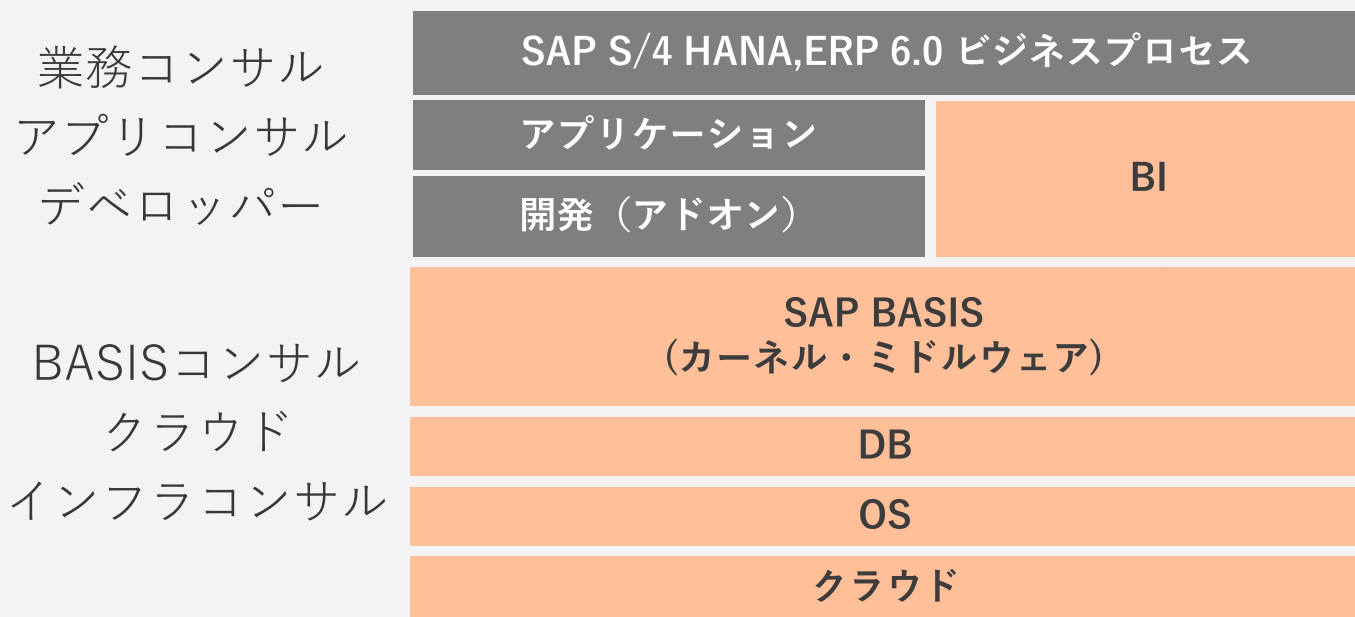 業務コンサル
アプリコンサル
デベロッパー
SAP S/4 HANA,ERP 6.0 ビジネスプロセス
アプリケーション
開発（アドオン）
BI
BASISコンサル
クラウド
インフラコンサル
SAP BASIS
（カーネル・ミドルウェア）
DB
OS
クラウド